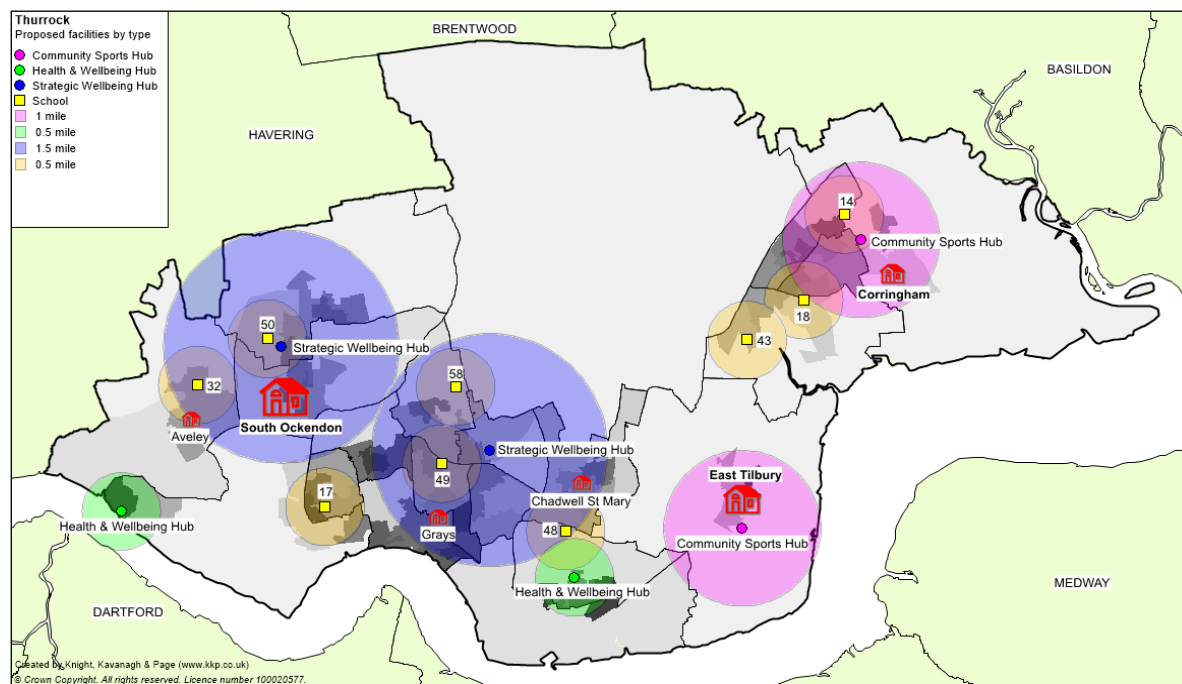 Thurrock
Proposed facilities by type
Community Sports Hub
Health & Wellbeing Hub
Strategic Wellbeing Hub
School
1 mile
0.5 mile
1.5 mile
0.5 mile
BRENTWOOD
BASILDON
HAVERING
14
Community Sports Hub
Corringham
18
43
50
Strategic Wellbeing Hub
58
32
South Ockendon
Aveley
Strategic Wellbeing Hub
49
East Tilbury
17
Chadwell St Mary
Grays
48
Health & Wellbeing Hub
Community Sports Hub
Health & Wellbeing Hub
MEDWAY
DARTFORD
Created by Knight, Kavanagh & Page (www.kkp.co.uk)
© Crown Copyright. All rights reserved. Licence number 100020577.